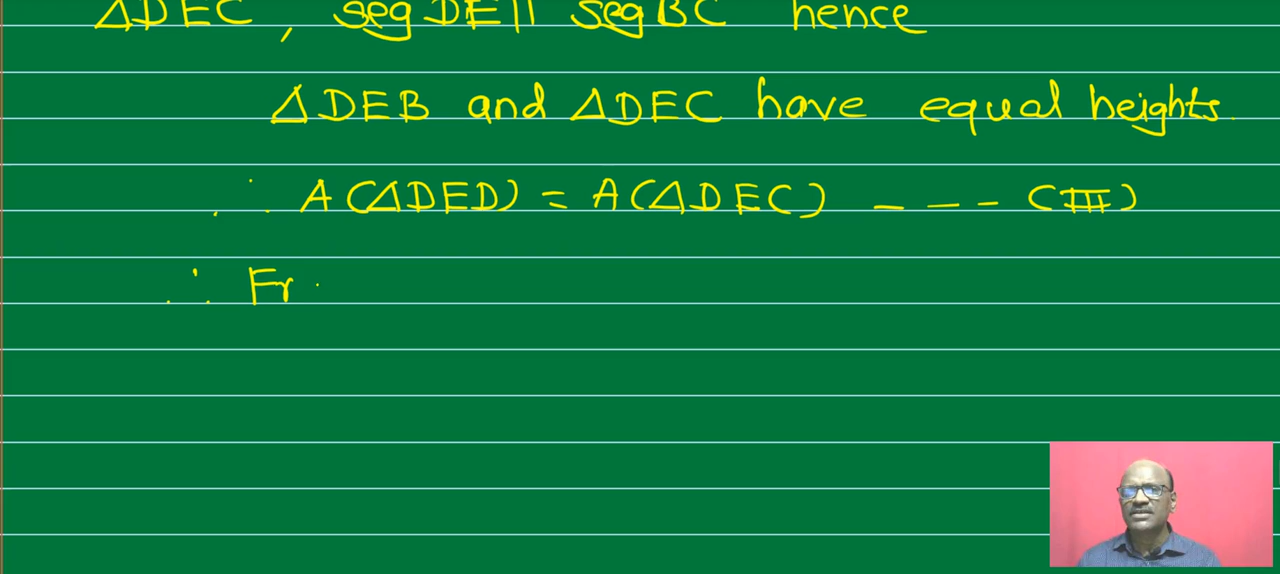 ΔDEC, seg DE || seg BC hence
ΔDEB and ΔDEC have equal heights.
∴ A(ΔDED) = A(ΔDEC) --- (III)
∴ Fr